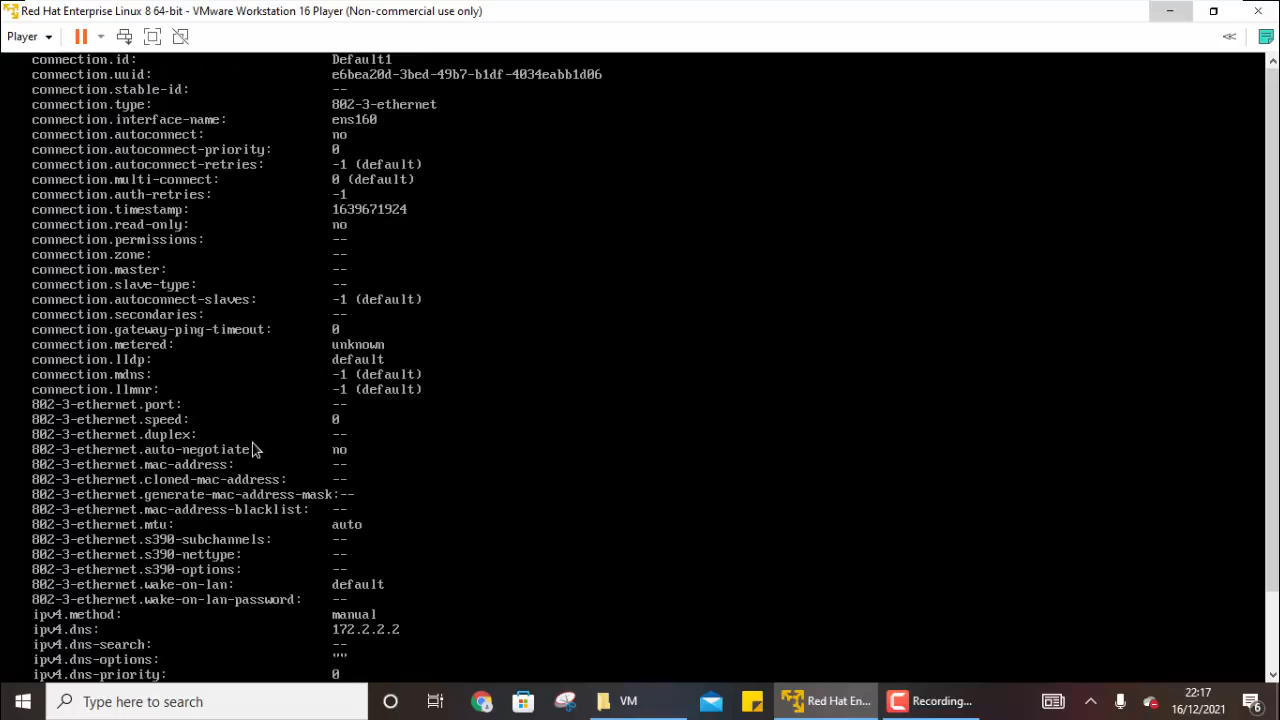 Red Hat Enterprise Linux 8 64-bit - VMware Workstation 16 Player (Non-commercial use only)
Player
connection.id: Default1
connection.uuid: e6bea20d-3bed-49b7-b1df-4034eabb1d06
connection.stable-id: --
connection.type: 802-3-ethernet
connection.interface-name: ens160
connection.autoconnect: no
connection.autoconnect-priority: 0
connection.autoconnect-retries: -1 (default)
connection.multi-connect: 0 (default)
connection.auth-retries: -1
connection.timestamp: 1639671924
connection.read-only: no
connection.permissions: --
connection.zone: --
connection.master: --
connection.slave-type: --
connection.autoconnect-slaves: -1 (default)
connection.secondaries: --
connection.gateway-ping-timeout: 0
connection.metered: unknown
connection.lldp: default
connection.mdns: -1 (default)
connection.llmnr: -1 (default)
802-3-ethernet.port: --
802-3-ethernet.speed: 0
802-3-ethernet.duplex: --
802-3-ethernet.auto-negotiate no
802-3-ethernet.mac-address: --
802-3-ethernet.cloned-mac-address: --
802-3-ethernet.generate-mac-address-mask:--
802-3-ethernet.mac-address-blacklist: --
802-3-ethernet.mtu: auto
802-3-ethernet.s390-subchannels: --
802-3-ethernet.s390-nettype: --
802-3-ethernet.s390-options: --
802-3-ethernet.wake-on-lan: default
802-3-ethernet.wake-on-lan-password: --
ipv4.method: manual
ipv4.dns: 172.2.2.2
ipv4.dns-search: --
ipv4.dns-options: ""
ipv4.dns-priority: 0
Type here to search
VM
Red Hat En...
Recording...
22:17
16/12/2021
6